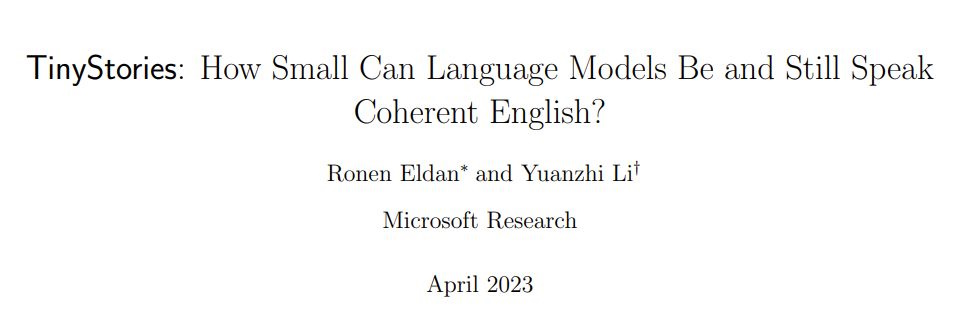 TinyStories: How Small Can Language Models Be and Still Speak
Coherent English?
Ronen Eldan* and Yuanzhi Li†
Microsoft Research
April 2023